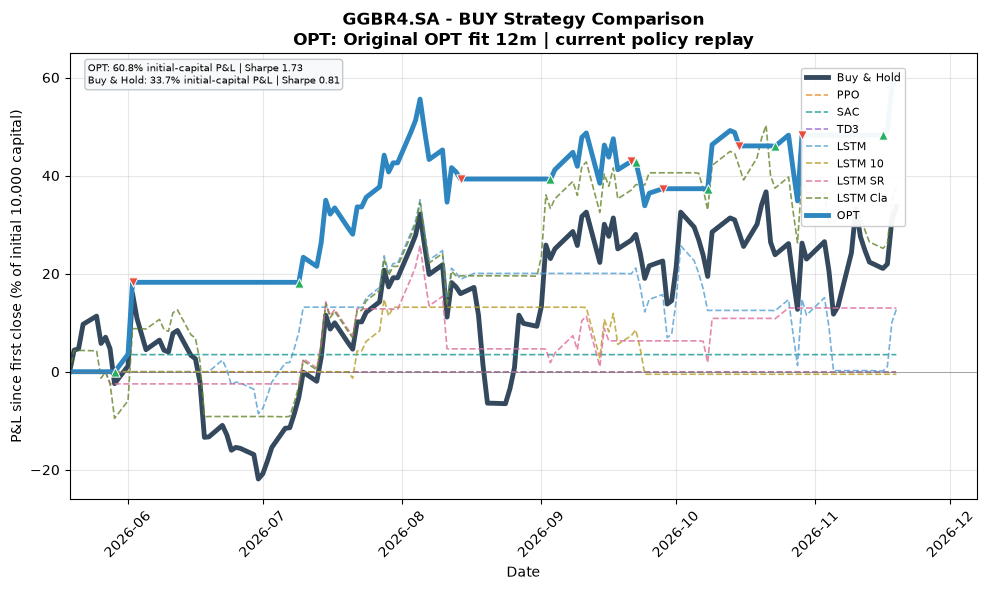 GGBR4.SA - BUY Strategy Comparison
OPT: Original OPT fit 12m | current policy replay
OPT: 60.8% initial-capital P&L | Sharpe 1.73
Buy & Hold: 33.7% initial-capital P&L | Sharpe 0.81
Buy & Hold
PPO
SAC
TD3
LSTM
LSTM 10
LSTM SR
LSTM Cla
OPT
P&L since first close (% of initial 10,000 capital)
60
40
20
0
−20
2026-06
2026-07
2026-08
2026-09
2026-10
2026-11
2026-12
Date